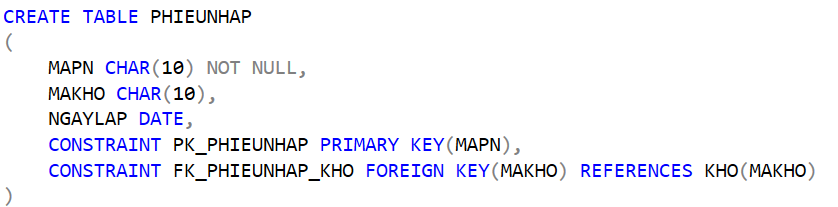 CREATE TABLE PHIEUNHAP
(
    MAPN CHAR(10) NOT NULL,
    MAKHO CHAR(10),
    NGAYLAP DATE,
    CONSTRAINT PK_PHIEUNHAP PRIMARY KEY(MAPN),
    CONSTRAINT FK_PHIEUNHAP_KHO FOREIGN KEY(MAKHO) REFERENCES KHO(MAKHO)
)